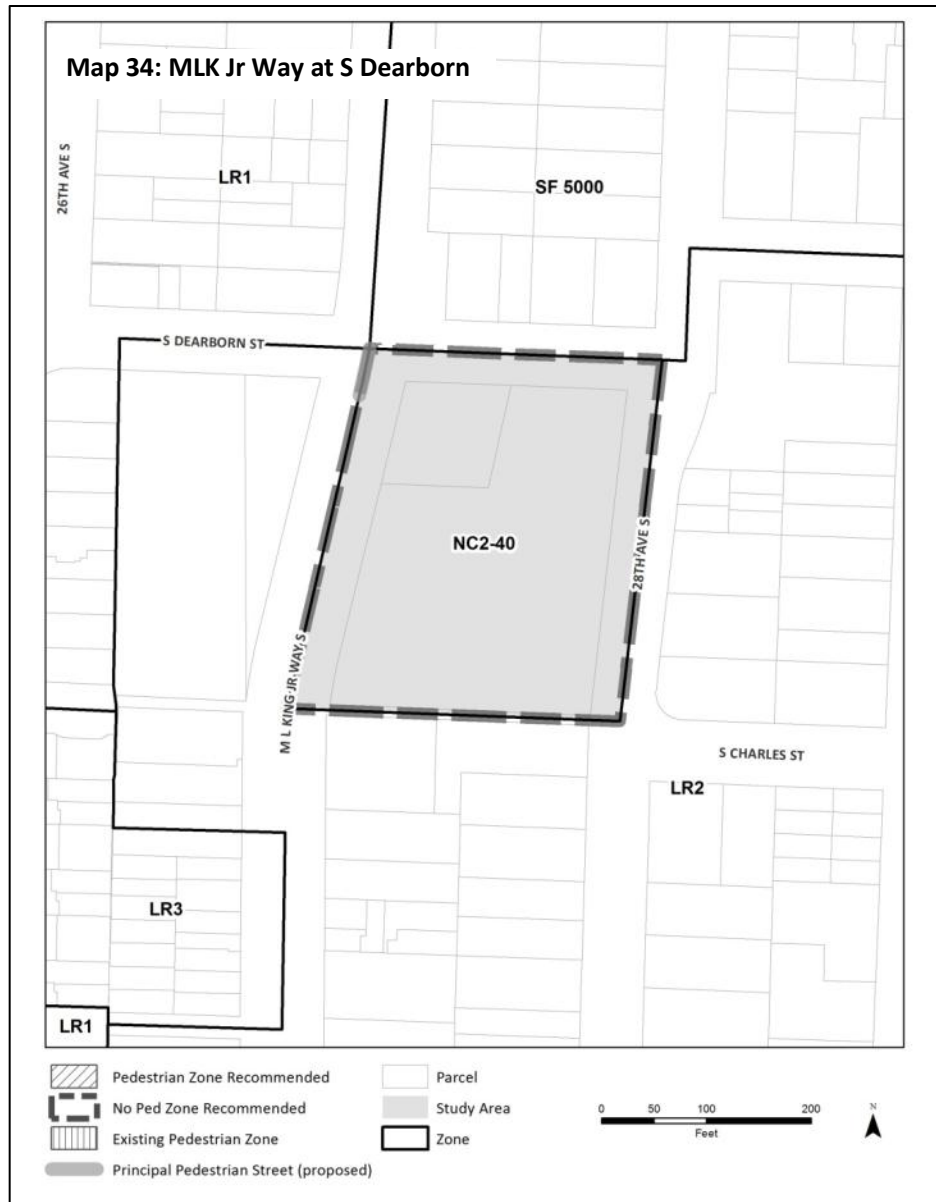 Map 34: MLK Jr Way at S Dearborn
26TH AVE S
LR1
SF 5000
S DEARBORN ST
NC2-40
28TH AVE S
M L KING JR WAY S
S CHARLES ST
LR2
LR3
LR1
Pedestrian Zone Recommended
No Ped Zone Recommended
Existing Pedestrian Zone
Principal Pedestrian Street (proposed)
Parcel
Study Area
Zone
0 50 100 200
Feet
N